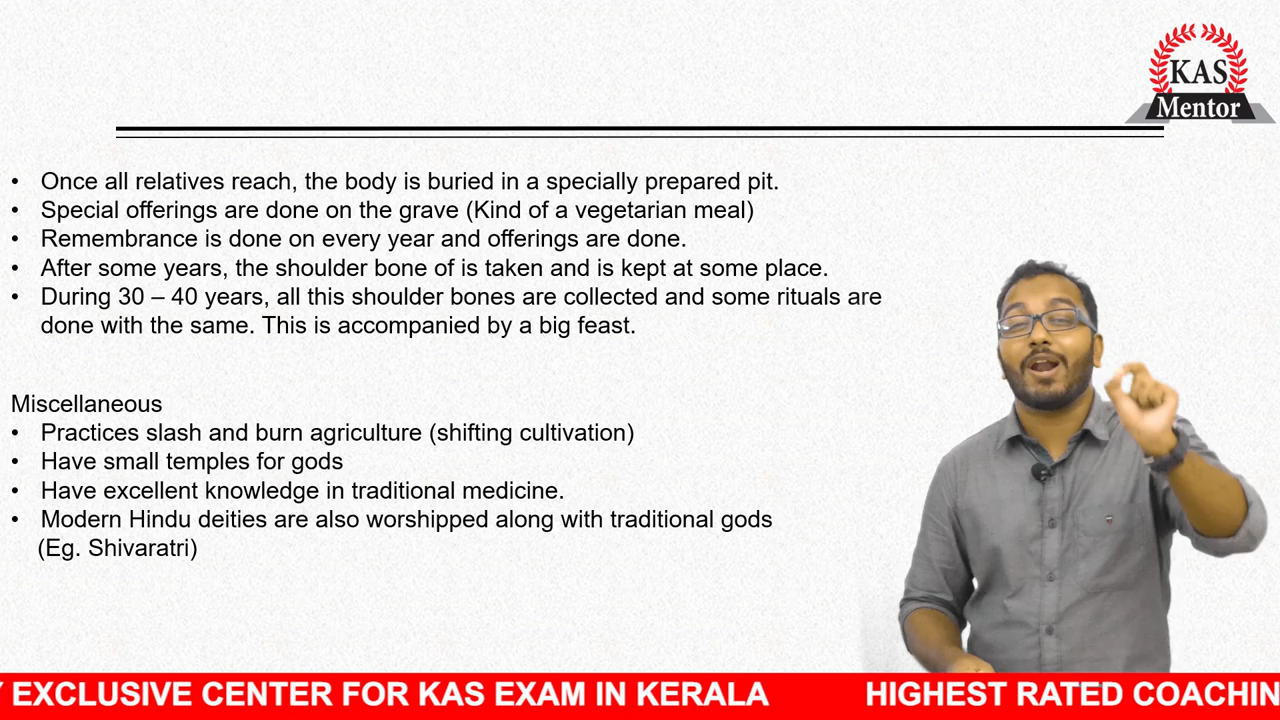 KAS
Mentor
• Once all relatives reach, the body is buried in a specially prepared pit.
• Special offerings are done on the grave (Kind of a vegetarian meal)
• Remembrance is done on every year and offerings are done.
• After some years, the shoulder bone of is taken and is kept at some place.
• During 30 – 40 years, all this shoulder bones are collected and some rituals are
done with the same. This is accompanied by a big feast.
Miscellaneous
• Practices slash and burn agriculture (shifting cultivation)
• Have small temples for gods
• Have excellent knowledge in traditional medicine.
• Modern Hindu deities are also worshipped along with traditional gods
(Eg. Shivaratri)
Y EXCLUSIVE CENTER FOR KAS EXAM IN KERALA HIGHEST RATED COACHIN